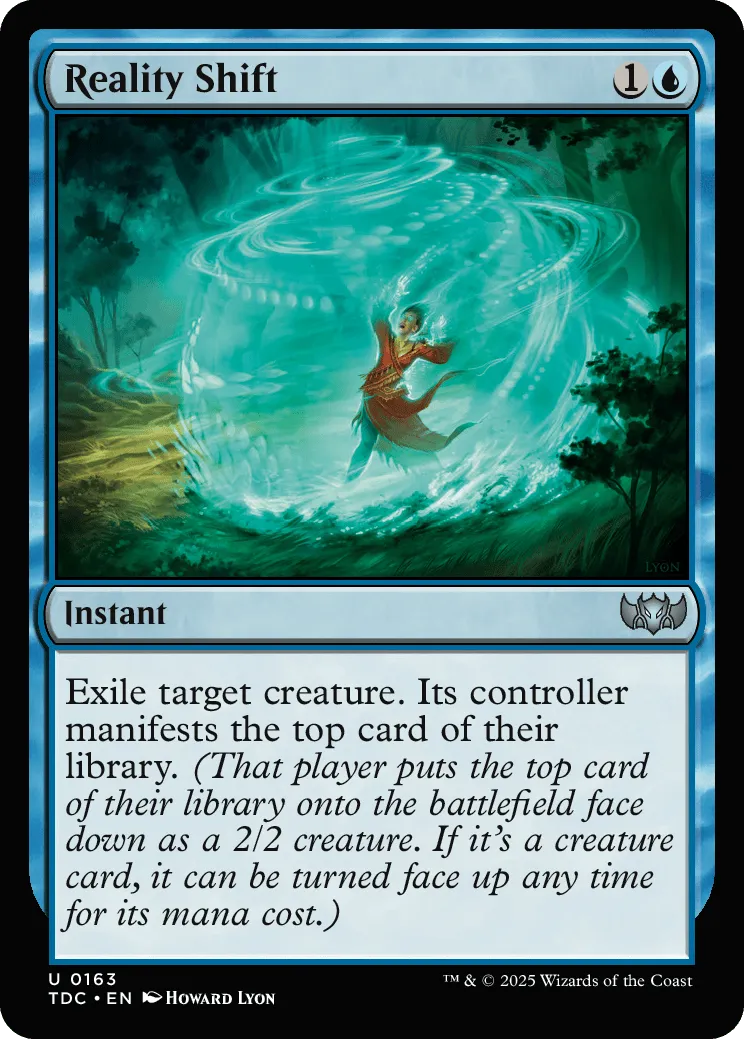 Reality Shift 1
LYON
Instant
Exile target creature. Its controller
manifests the top card of their
library. (That player puts the top card
of their library onto the battlefield face
down as a 2/2 creature. If it's a creature
card, it can be turned face up any time
for its mana cost.)
U 0163
TDC • EN Howard Lyon
™ & © 2025 Wizards of the Coast